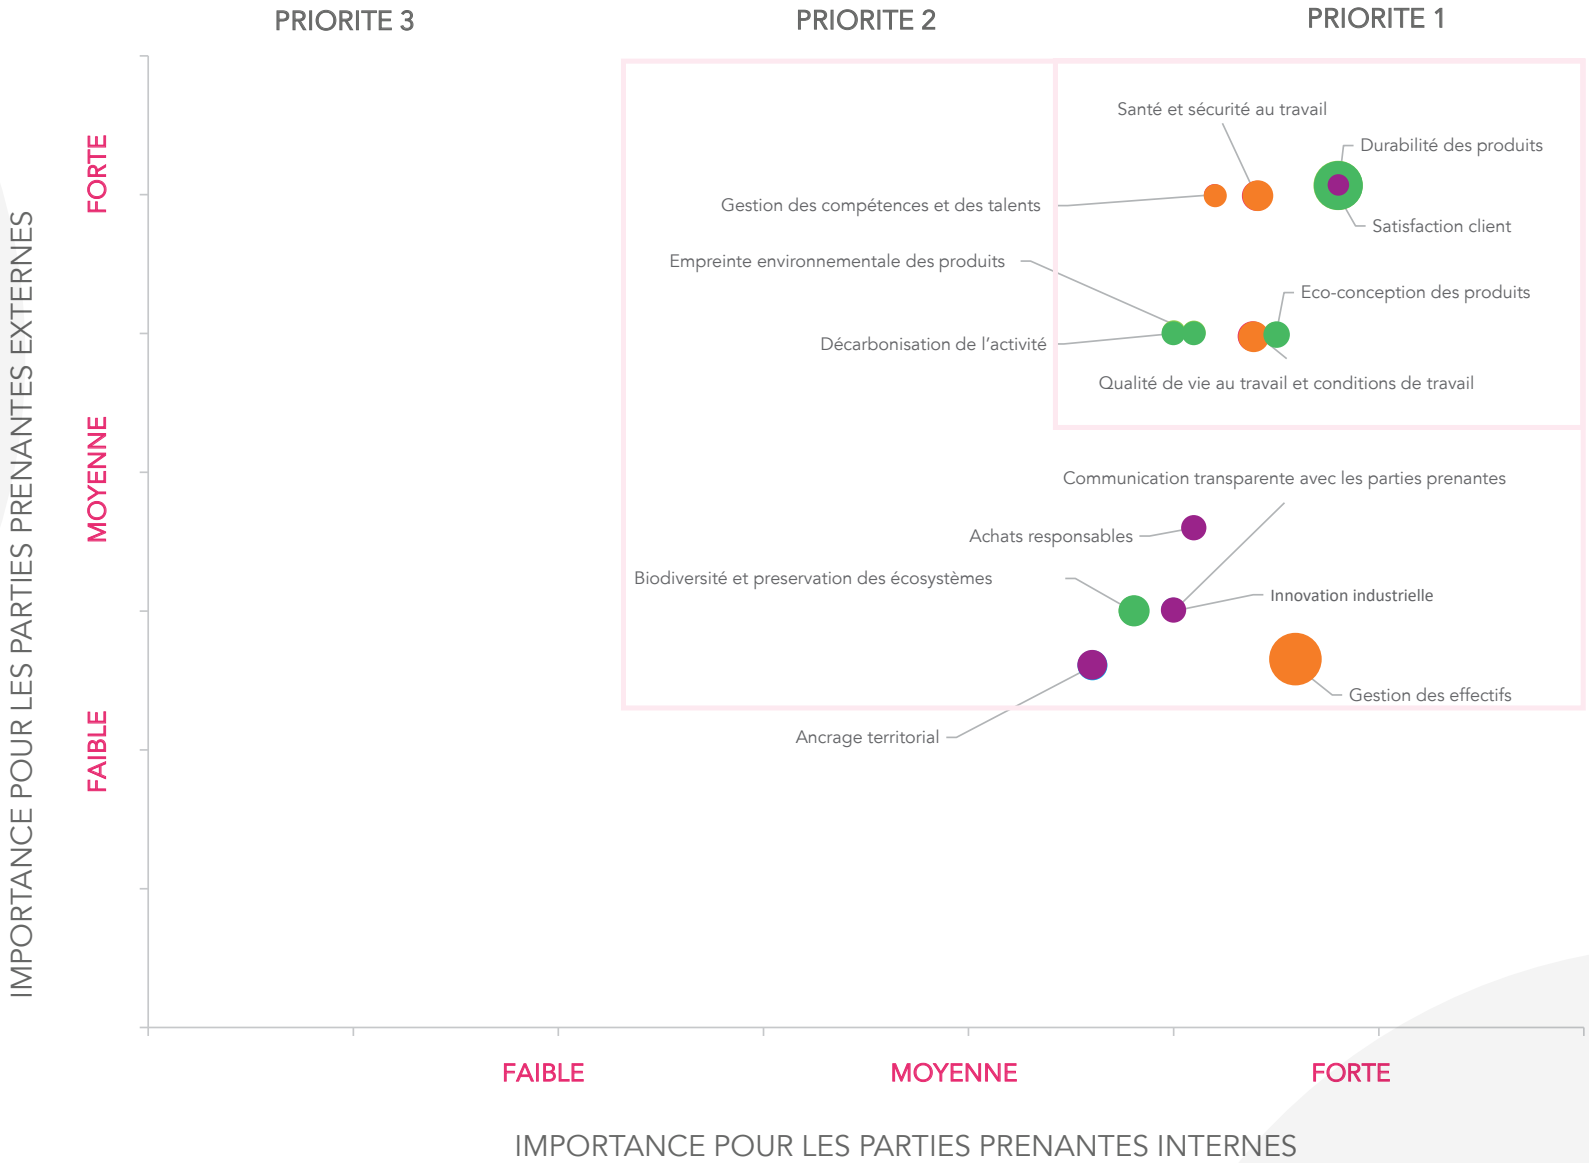 PRIORITE 3
PRIORITE 2
PRIORITE 1
IMPORTANCE POUR LES PARTIES PRENANTES EXTERNES
FORTE
MOYENNE
FAIBLE
Santé et sécurité au travail
Durabilité des produits
Gestion des compétences et des talents
Satisfaction client
Empreinte environnementale des produits
Eco-conception des produits
Décarbonisation de l'activité
Qualité de vie au travail et conditions de travail
Communication transparente avec les parties prenantes
Achats responsables
Biodiversité et preservation des écosystèmes
Innovation industrielle
Gestion des effectifs
Ancrage territorial
FAIBLE
MOYENNE
FORTE
IMPORTANCE POUR LES PARTIES PRENANTES INTERNES